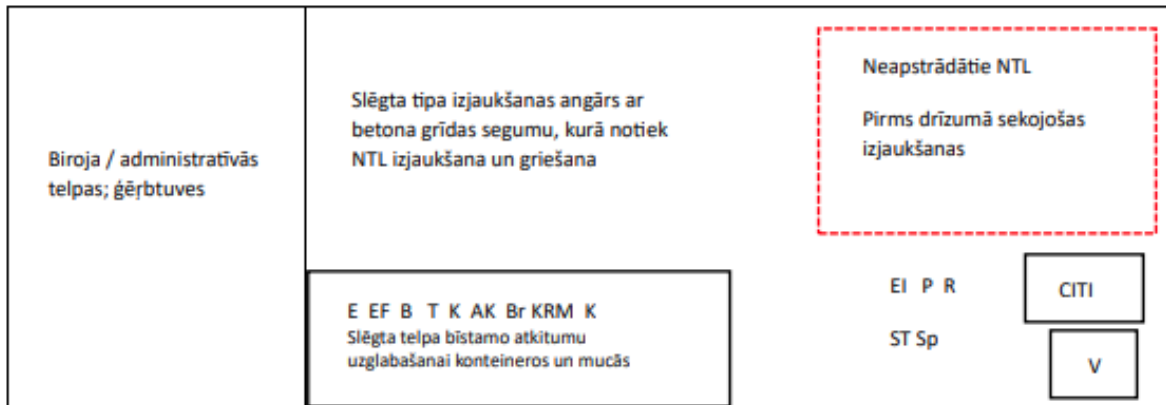 Biroja / administratīvās
telpas; ģērbtuves
Slēgta tipa izjaukšanas angārs ar
betona grīdas segumu, kurā notiek
NTL izjaukšana un griešana
Neapstrādātie NTL
Pirms drīzumā sekojošas
izjaukšanas
E EF B T K AK Br KRM K
Slēgta telpa bīstamo atkitumu
uzglabašanai konteineros un mucās
EI P R
CITI
ST Sp
V